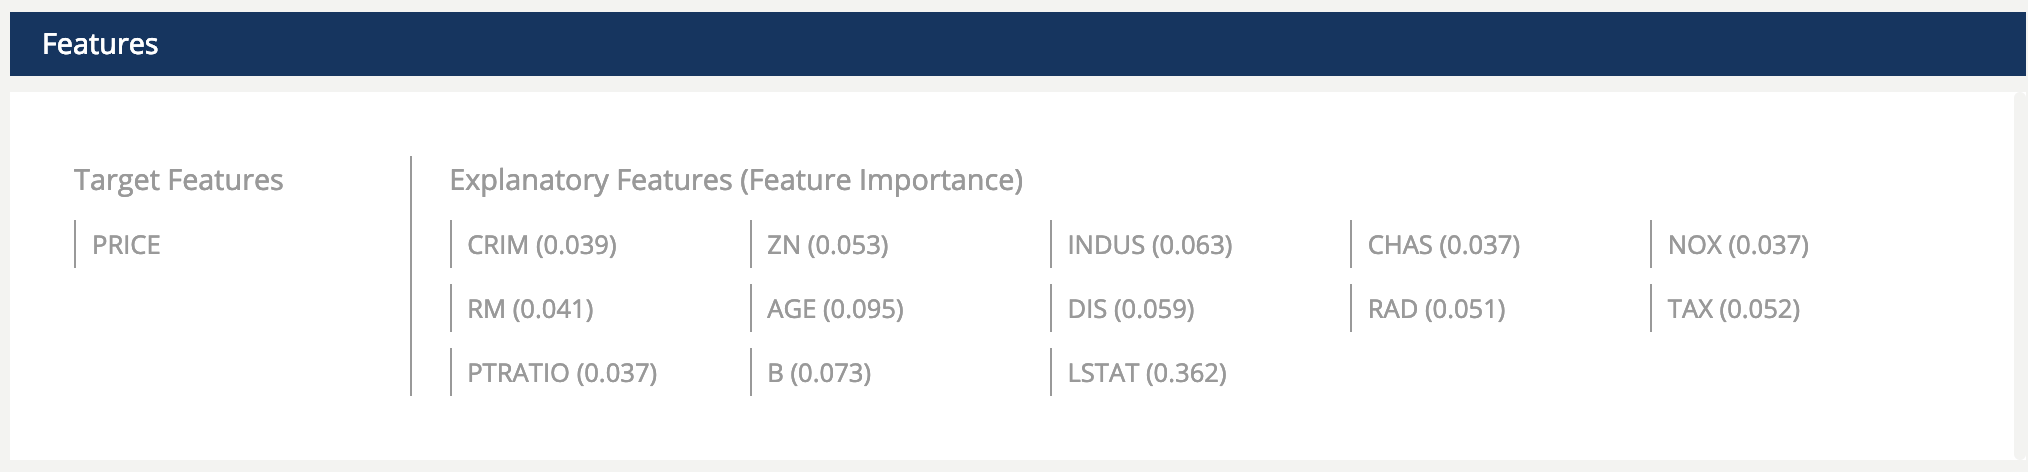 Features
Target Features
PRICE
Explanatory Features (Feature Importance)
CRIM (0.039) ZN (0.053) INDUS (0.063) CHAS (0.037) NOX (0.037)
RM (0.041) AGE (0.095) DIS (0.059) RAD (0.051) TAX (0.052)
PTRATIO (0.037) B (0.073) LSTAT (0.362)